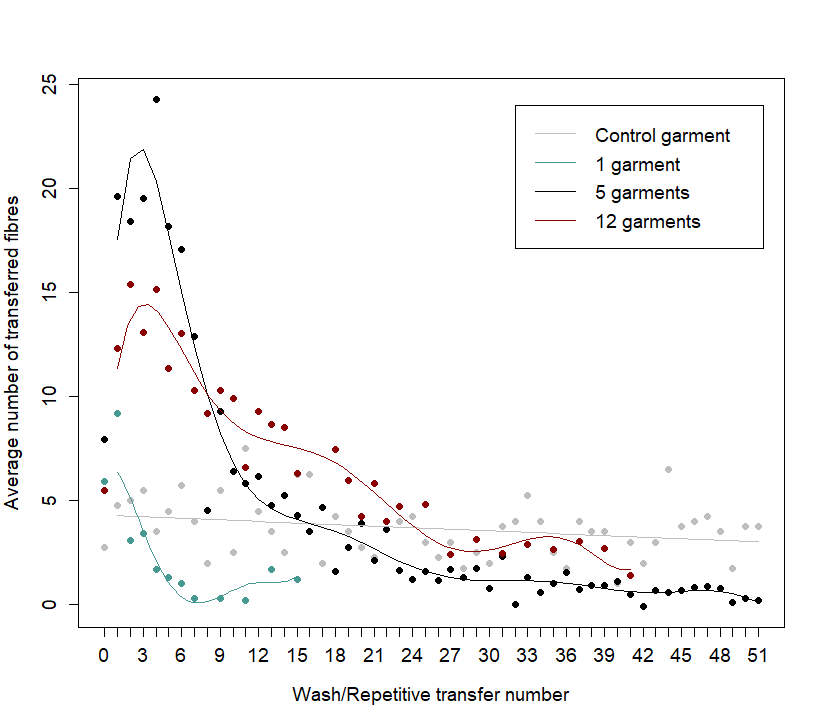 25
20
15
10
5
0
Average number of transferred fibres
Control garment
1 garment
5 garments
12 garments
0 3 6 9 12 15 18 21 24 27 30 33 36 39 42 45 48 51
Wash/Repetitive transfer number